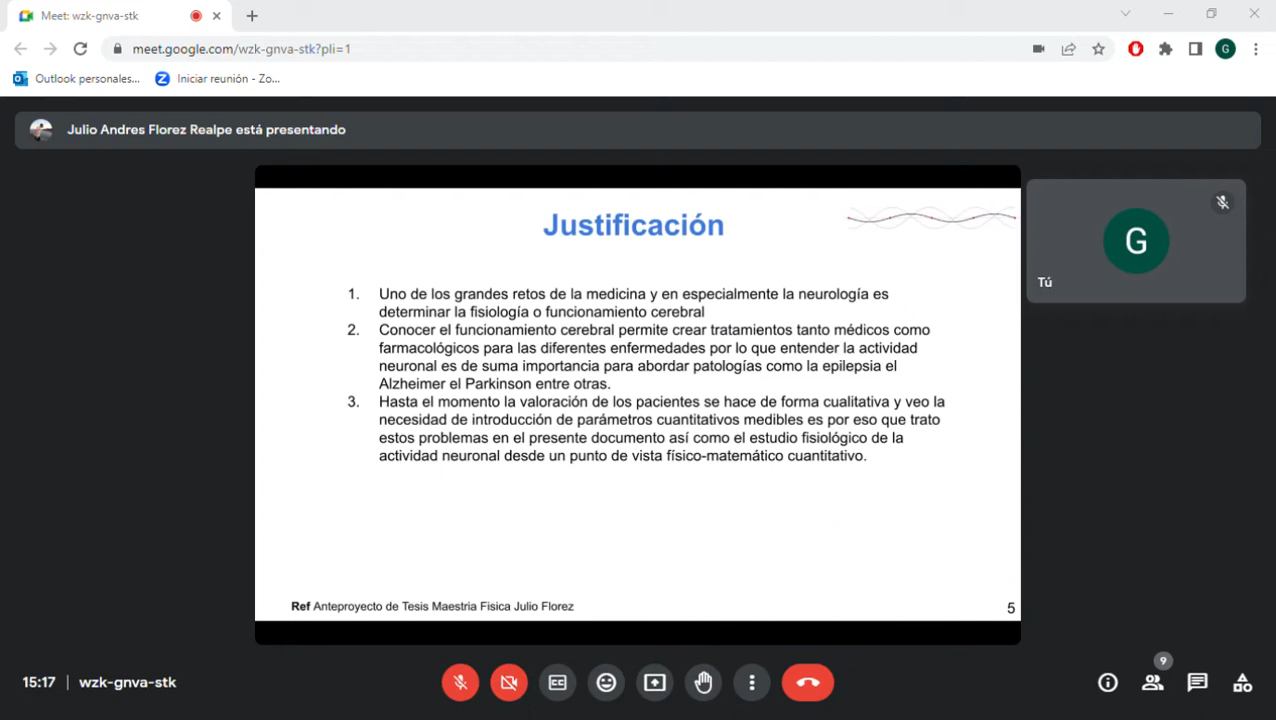 Meet: wzk-gnva-stk
meet.google.com/wzk-gnva-stk?pli=1
G
Outlook personales...
Iniciar reunión - Zo...
Julio Andres Florez Realpe está presentando
Justificación
1. Uno de los grandes retos de la medicina y en especialmente la neurología es
determinar la fisiología o funcionamiento cerebral
2. Conocer el funcionamiento cerebral permite crear tratamientos tanto médicos como
farmacológicos para las diferentes enfermedades por lo que entender la actividad
neuronal es de suma importancia para abordar patologías como la epilepsia el
Alzheimer el Parkinson entre otras.
3. Hasta el momento la valoración de los pacientes se hace de forma cualitativa y veo la
necesidad de introducción de parámetros cuantitativos medibles es por eso que trato
estos problemas en el presente documento así como el estudio fisiológico de la
actividad neuronal desde un punto de vista físico-matemático cuantitativo.
Ref Anteproyecto de Tesis Maestria Fisica Julio Florez
5
G
Tú
15:17 | wzk-gnva-stk
CC
9